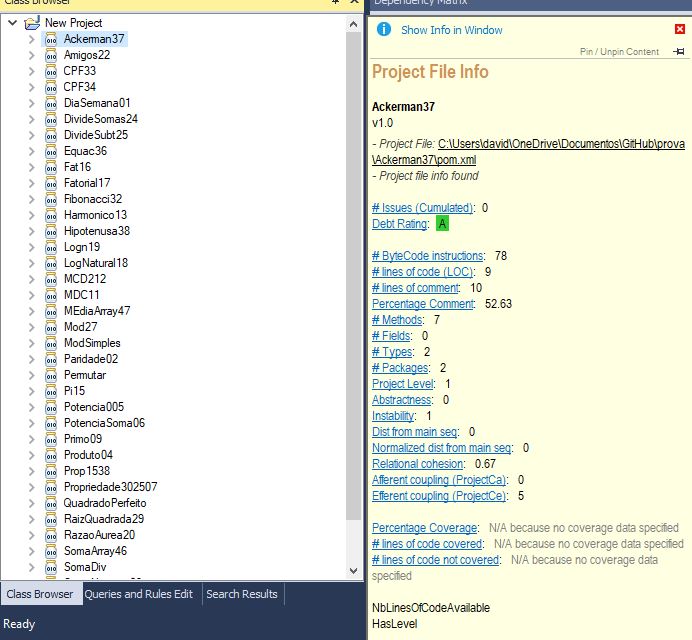 Class Browser
New Project
Ackerman37
Amigos22
CPF33
CPF34
DiaSemana01
DivideSomas24
DivideSubt25
Equac36
Fat16
Fatorial17
Fibonacci32
Harmonico13
Hipotenusa38
Logn19
LogNatural18
MCD212
MDC11
MEdiaArray47
Mod27
ModSimples
Paridade02
Permutar
Pi15
Potencia005
PotenciaSoma06
Primo09
Produto04
Prop1538
Propriedade302507
QuadradoPerfeito
RaizQuadrada29
RazaoAurea20
SomaArray46
SomaDiv
Class Browser Queries and Rules Edit Search Results
Ready
Dependency Matrix
Show Info in Window
Pin / Unpin Content
Project File Info
Ackerman37
v1.0
- Project File: C:\Users\david\OneDrive\Documentos\GitHub\prova
\Ackerman37\pom.xml
- Project file info found
# Issues (Cumulated): 0
Debt Rating: A
# ByteCode instructions: 78
# lines of code (LOC): 9
# lines of comment: 10
Percentage Comment: 52.63
# Methods: 7
# Fields: 0
# Types: 2
# Packages: 2
Project Level: 1
Abstractness: 0
Instability: 1
Dist from main seq: 0
Normalized dist from main seq: 0
Relational cohesion: 0.67
Afferent coupling (ProjectCa): 0
Efferent coupling (ProjectCe): 5
Percentage Coverage: N/A because no coverage data specified
# lines of code covered: N/A because no coverage data specified
# lines of code not covered: N/A because no coverage data
specified
NbLinesOfCodeAvailable
HasLevel